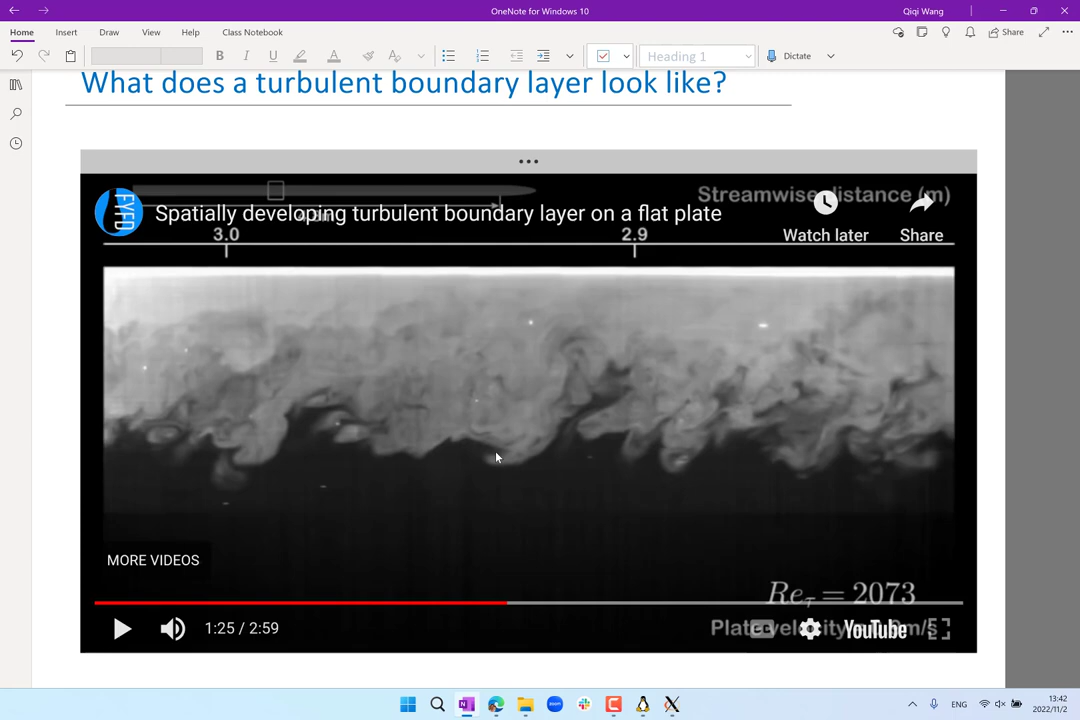 OneNote for Windows 10
Qiqi Wang
Home
Insert
Draw
View
Help
Class Notebook
Share
B
I
U
A
Heading 1
Dictate
What does a turbulent boundary layer look like?
Streamwise distance (m)
FYFD
Spatially developing turbulent boundary layer on a flat plate
Watch later
Share
3.0
2.9
MORE VIDEOS
Re_τ = 2073
1:25 / 2:59
YouTube
ENG
13:42
2022/11/2